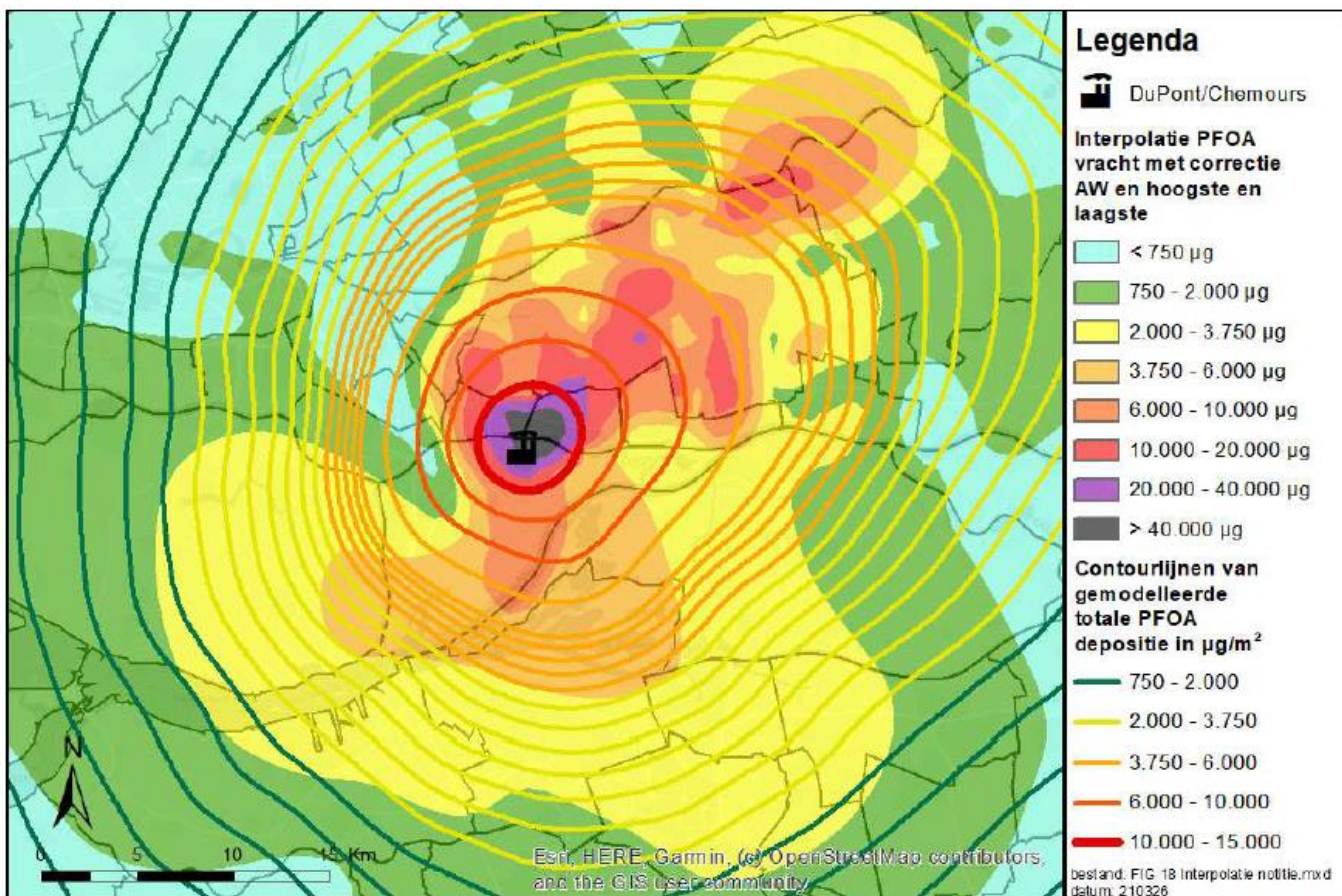 Legenda
DuPont/Chemours
Interpolatie PFOA
vracht met correctie
AW en hoogste en
laagste
< 750 µg
750 - 2.000 µg
2.000 - 3.750 µg
3.750 - 6.000 µg
6.000 - 10.000 µg
10.000 - 20.000 µg
20.000 - 40.000 µg
> 40.000 µg
Contourlijnen van
gemodelleerde
totale PFOA
depositie in µg/m²
750 - 2.000
2.000 - 3.750
3.750 - 6.000
6.000 - 10.000
10.000 - 15.000
bestand: FIG 18 Interpolatie notitie.mxd
datum: 210326
N
0 5 10 15 Km
Esri, HERE, Garmin, (c) OpenStreetMap contributors,
and the GIS user community